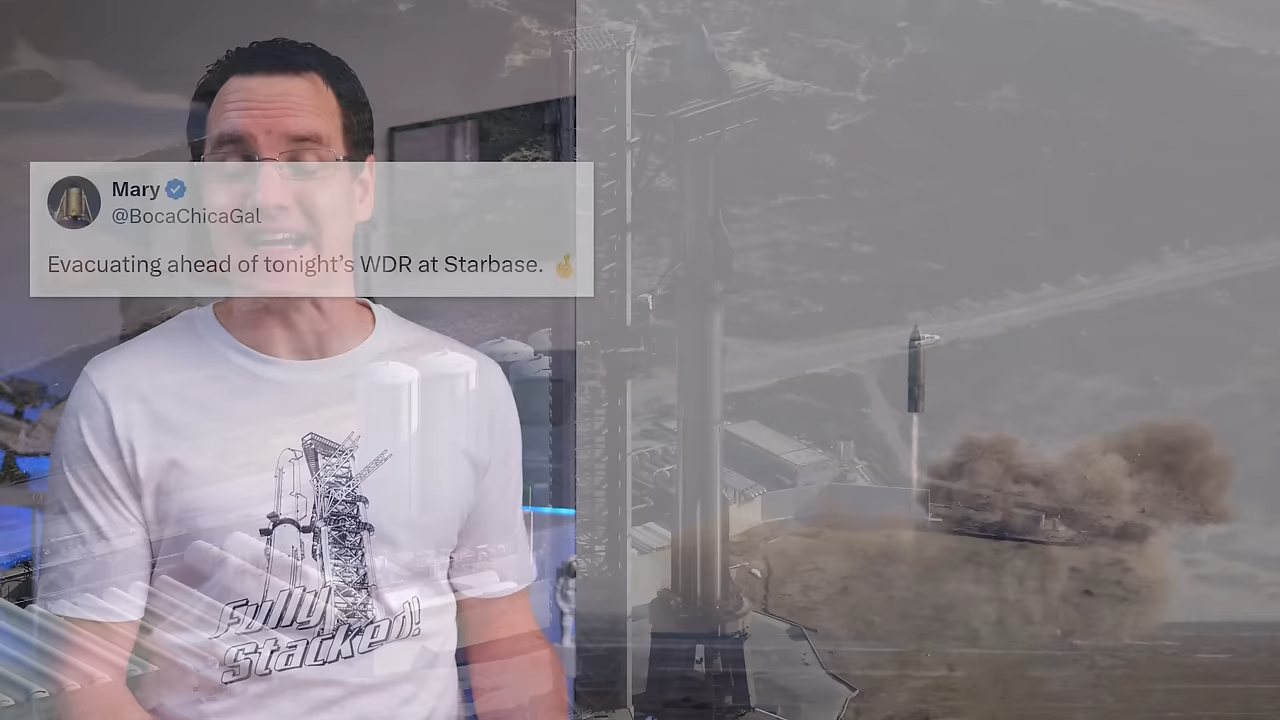 Mary
@BocaChicaGal
Evacuating ahead of tonight's WDR at Starbase. 🤞
Fully
Stacked!